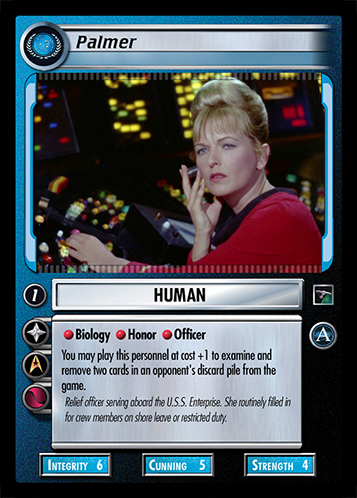 Palmer
1
HUMAN
Biology Honor Officer
A
You may play this personnel at cost +1 to examine and
remove two cards in an opponent's discard pile from the
game.
Relief officer serving aboard the U.S.S. Enterprise. She routinely filled in
for crew members on shore leave or restricted duty.
INTEGRITY 6 CUNNING 5 STRENGTH 4